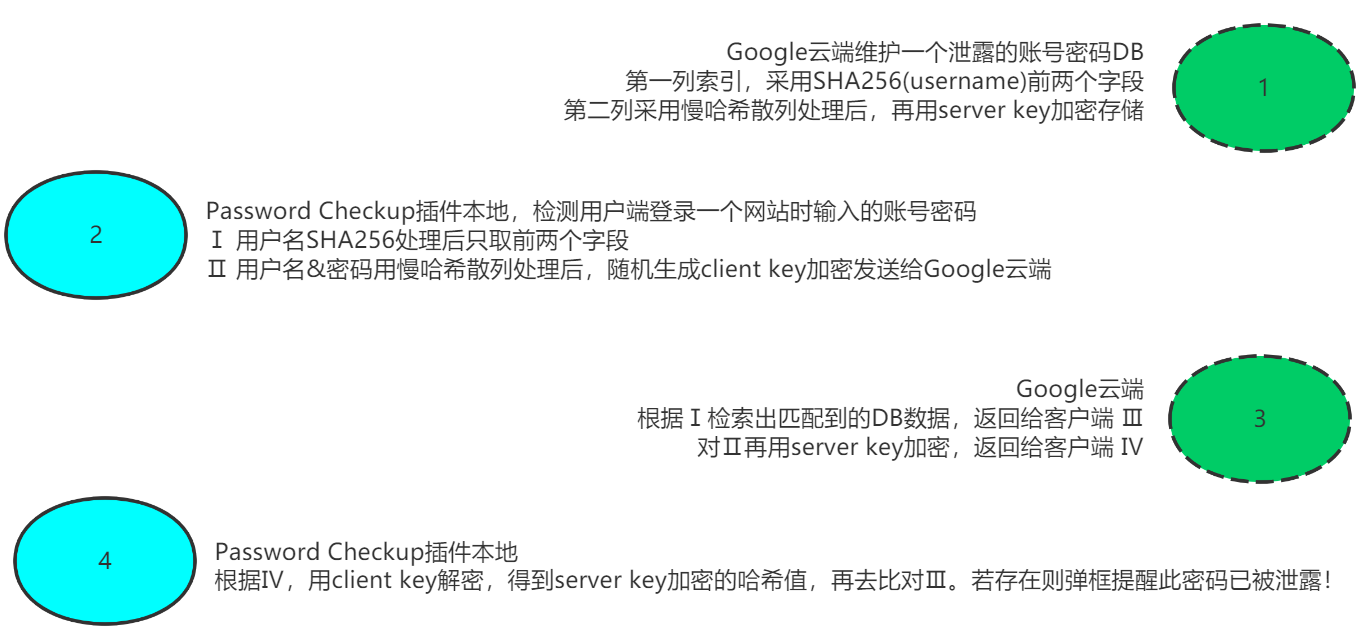 Google云端维护一个泄露的账号密码DB
第一列索引，采用SHA256(username)前两个字段
第二列采用慢哈希散列处理后，再用server key加密存储
1
2
Password Checkup插件本地，检测用户端登录一个网站时输入的账号密码
Ⅰ 用户名SHA256处理后只取前两个字段
Ⅱ 用户名&密码用慢哈希散列处理后，随机生成client key加密发送给Google云端
Google云端
根据Ⅰ检索出匹配到的DB数据，返回给客户端 Ⅲ
对Ⅱ再用server key加密，返回给客户端 IV
3
4
Password Checkup插件本地
根据IV，用client key解密，得到server key加密的哈希值，再去比对Ⅲ。若存在则弹框提醒此密码已被泄露！